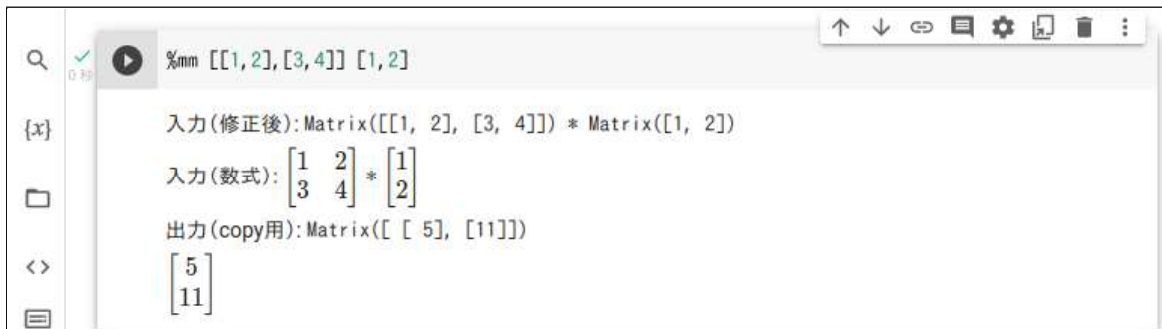 %mm [[1,2],[3,4]] [1,2]
0 秒
{x}
入力(修正後):Matrix([[1, 2], [3, 4]]) * Matrix([1, 2])
入力(数式): [1 2
3 4] * [1
2]
出力(copy用):Matrix([ [ 5], [11]])
[5
11]
<>